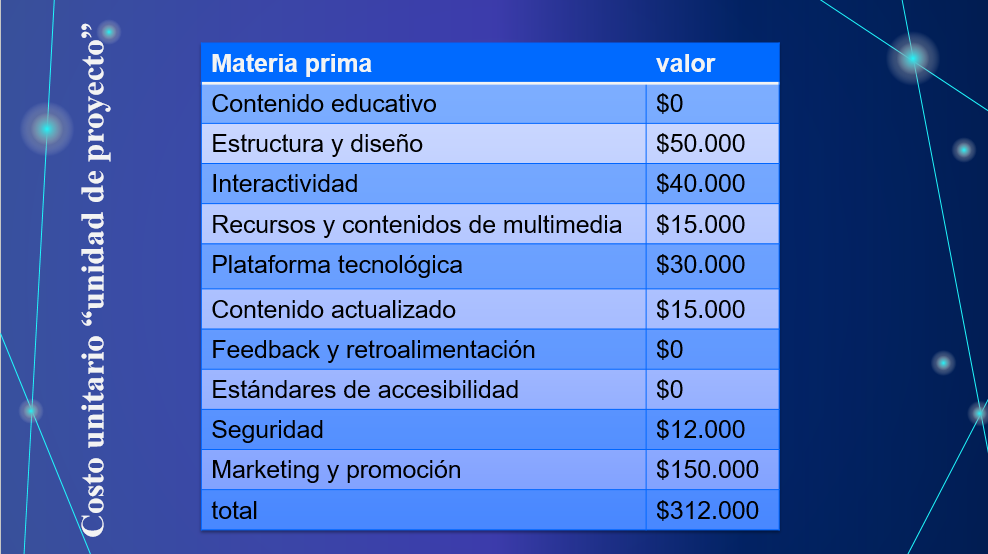 Costo unitario “unidad de proyecto”
Materia prima valor
Contenido educativo $0
Estructura y diseño $50.000
Interactividad $40.000
Recursos y contenidos de multimedia $15.000
Plataforma tecnológica $30.000
Contenido actualizado $15.000
Feedback y retroalimentación $0
Estándares de accesibilidad $0
Seguridad $12.000
Marketing y promoción $150.000
total $312.000